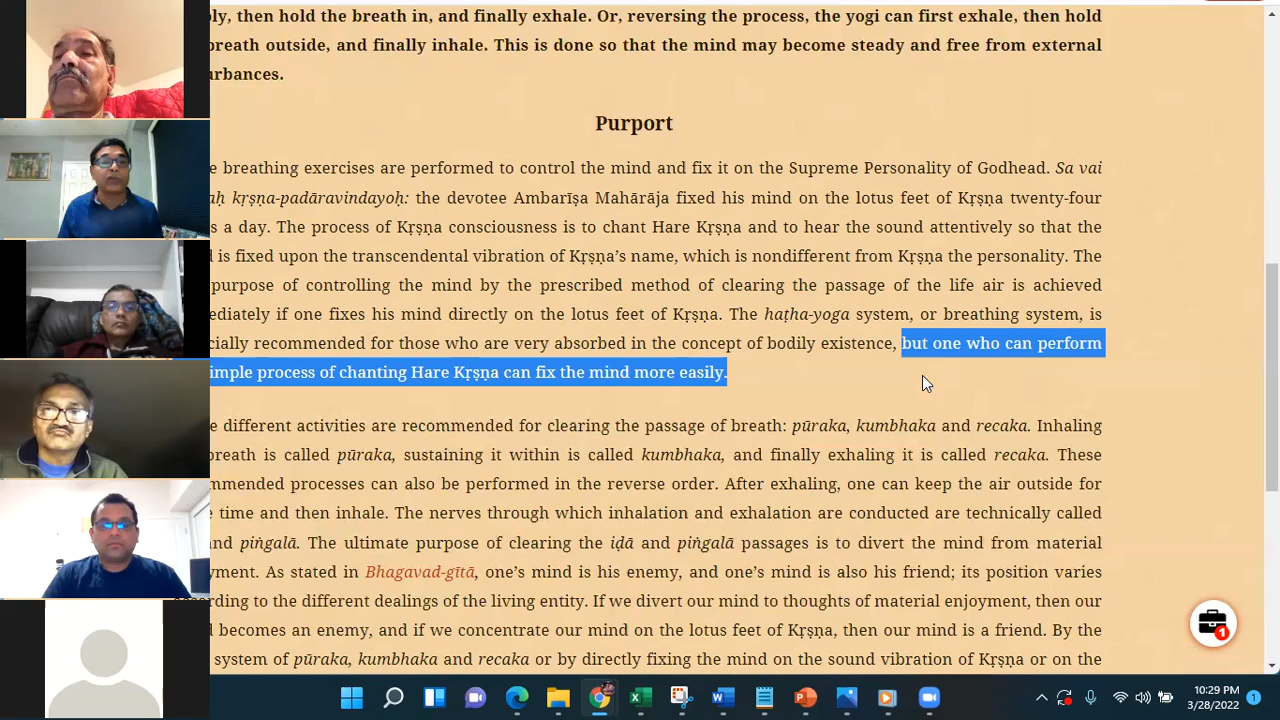 then hold the breath in, and finally exhale. Or, reversing the process, the yogi can first exhale, then hold
breath outside, and finally inhale. This is done so that the mind may become steady and free from external
Purport
breathing exercises are performed to control the mind and fix it on the Supreme Personality of Godhead. Sa vai
kṛṣṇa-padāravindayoḥ: the devotee Ambarīṣa Mahārāja fixed his mind on the lotus feet of Kṛṣṇa twenty-four
a day. The process of Kṛṣṇa consciousness is to chant Hare Kṛṣṇa and to hear the sound attentively so that the
is fixed upon the transcendental vibration of Kṛṣṇa’s name, which is nondifferent from Kṛṣṇa the personality. The
purpose of controlling the mind by the prescribed method of clearing the passage of the life air is achieved
if one fixes his mind directly on the lotus feet of Kṛṣṇa. The haṭha-yoga system, or breathing system, is
recommended for those who are very absorbed in the concept of bodily existence, but one who can perform
process of chanting Hare Kṛṣṇa can fix the mind more easily.
different activities are recommended for clearing the passage of breath: pūraka, kumbhaka and recaka. Inhaling
breath is called pūraka, sustaining it within is called kumbhaka, and finally exhaling it is called recaka. These
processes can also be performed in the reverse order. After exhaling, one can keep the air outside for
time and then inhale. The nerves through which inhalation and exhalation are conducted are technically called
piṅgalā. The ultimate purpose of clearing the iḍā and piṅgalā passages is to divert the mind from material
As stated in Bhagavad-gītā, one’s mind is his enemy, and one’s mind is also his friend; its position varies
to the different dealings of the living entity. If we divert our mind to thoughts of material enjoyment, then our
becomes an enemy, and if we concentrate our mind on the lotus feet of Kṛṣṇa, then our mind is a friend. By the
system of pūraka, kumbhaka and recaka or by directly fixing the mind on the sound vibration of Kṛṣṇa or on the
1
10:29 PM
3/28/2022
1